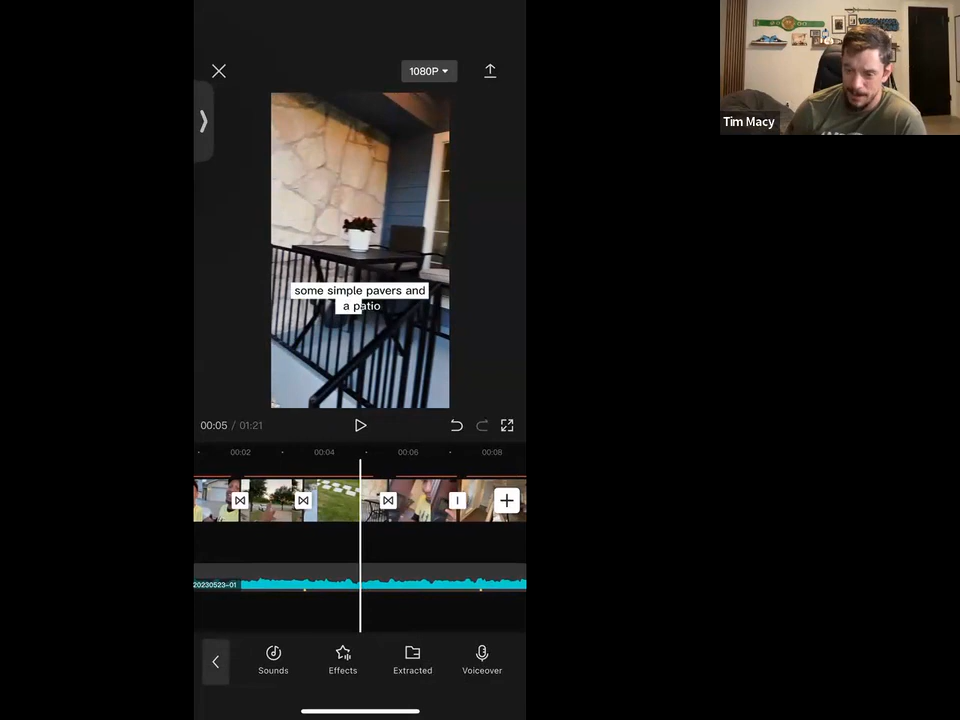 1080P
Tim Macy
some simple pavers and
a patio
00:05 / 01:21
00:02
00:04
00:06
00:08
20230523-01
Sounds
Effects
Extracted
Voiceover